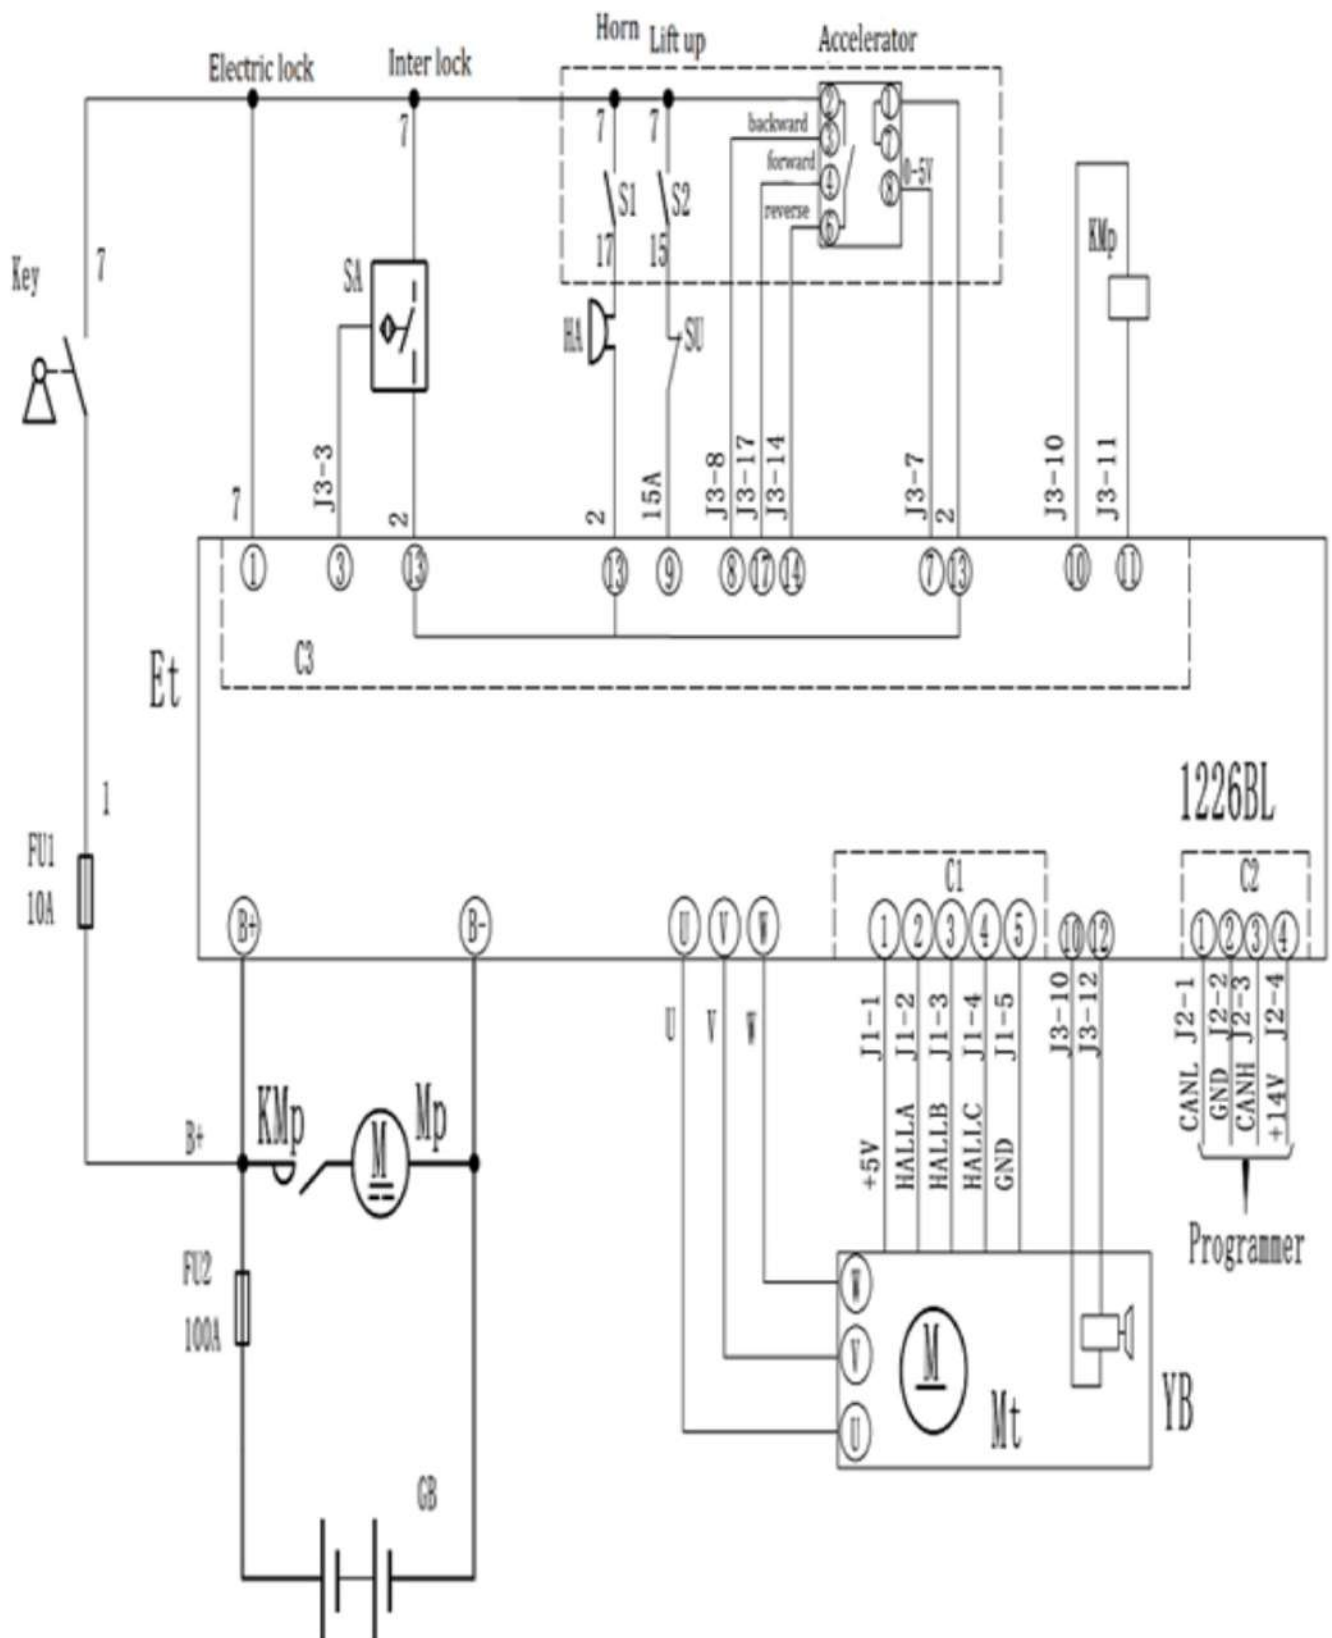 Horn
Lift up
Accelerator
Electric lock
Inter lock
7
7
7
2
1
backward
3
7
forward
4
8
0-5V
reverse
6
S1
S2
17
15
KMp
Key
7
SA
HA
SU
7
J3-3
2
2
15A
J3-8
J3-17
J3-14
J3-7
2
J3-10
J3-11
1
3
13
13
9
8
17
14
7
13
10
11
C3
Et
1226BL
1
FU1
10A
C1
C2
B+
B-
U
V
W
1
2
3
4
5
10
12
1
2
3
4
U
V
W
J1-1
J1-2
J1-3
J1-4
J1-5
J3-10
J3-12
J2-1
J2-2
J2-3
J2-4
+5V
HALLA
HALLB
HALLC
GND
CANL
GND
CANH
+14V
B+
KMp
M
Mp
Programmer
FU2
100A
W
V
U
M
Mt
YB
GB